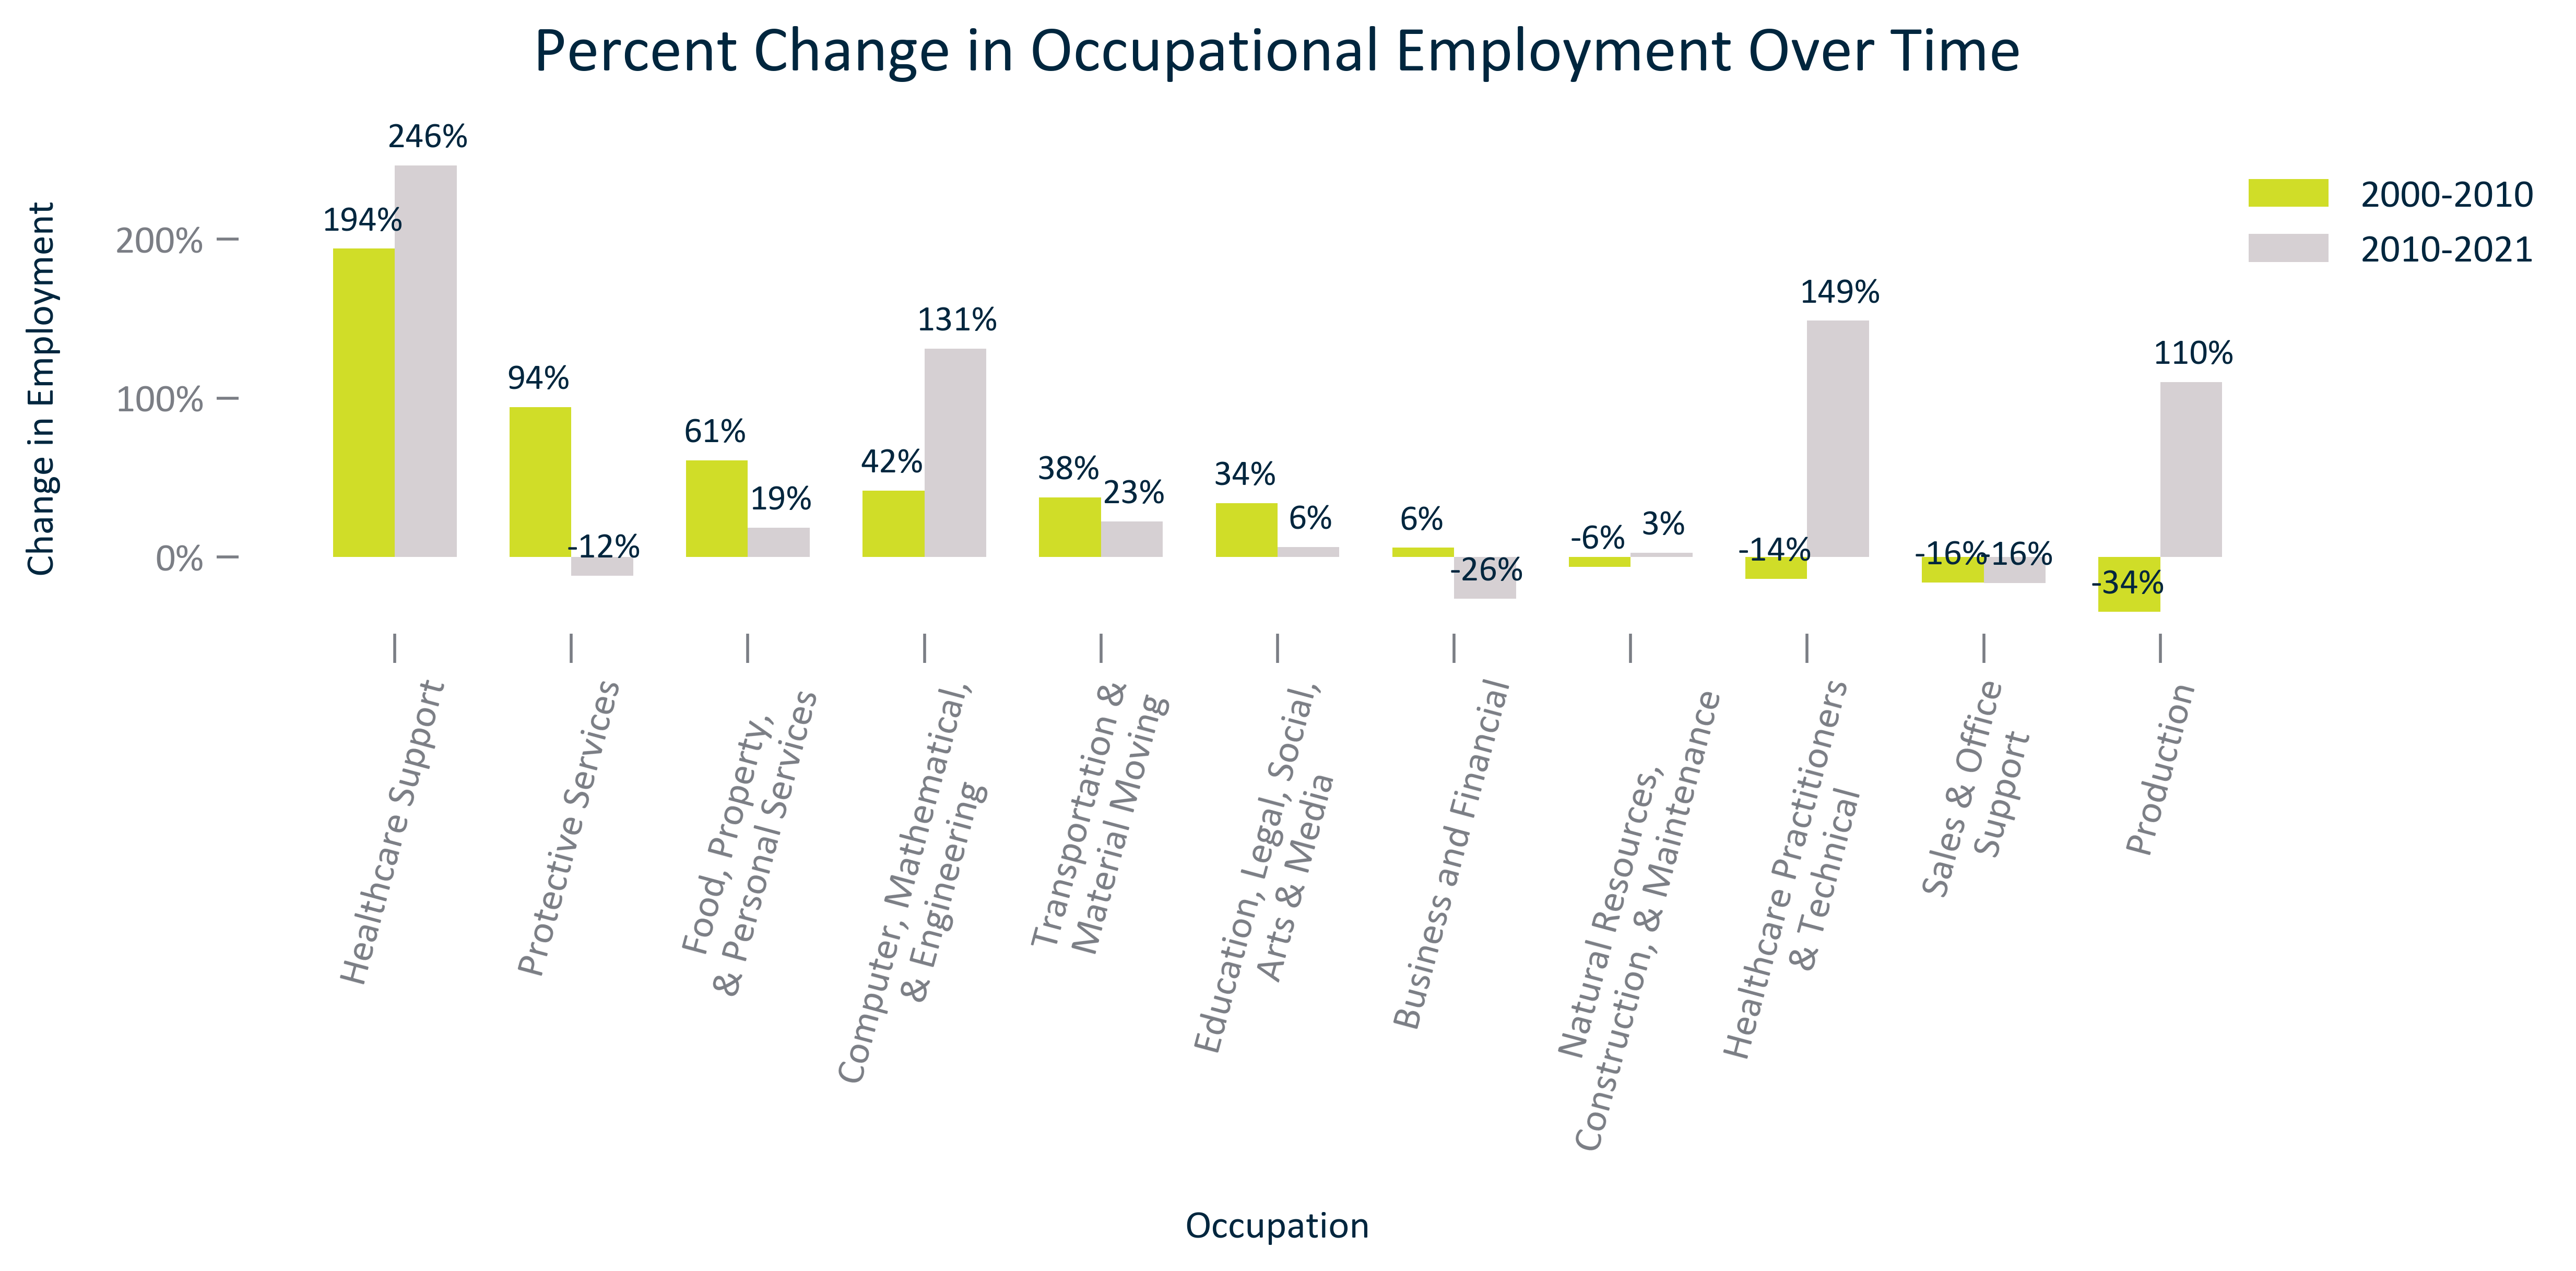 Percent Change in Occupational Employment Over Time
Change in Employment
200%
100%
0%
194%
246%
94%
-12%
61%
19%
42%
131%
38%
23%
34%
6%
6%
-26%
-6%
3%
-14%
149%
-16%
-16%
-34%
110%
2000-2010
2010-2021
Healthcare Support
Protective Services
Food, Property,
& Personal Services
Computer, Mathematical,
& Engineering
Transportation &
Material Moving
Education, Legal, Social,
Arts & Media
Business and Financial
Natural Resources,
Construction, & Maintenance
Healthcare Practitioners
& Technical
Sales & Office
Support
Production
Occupation